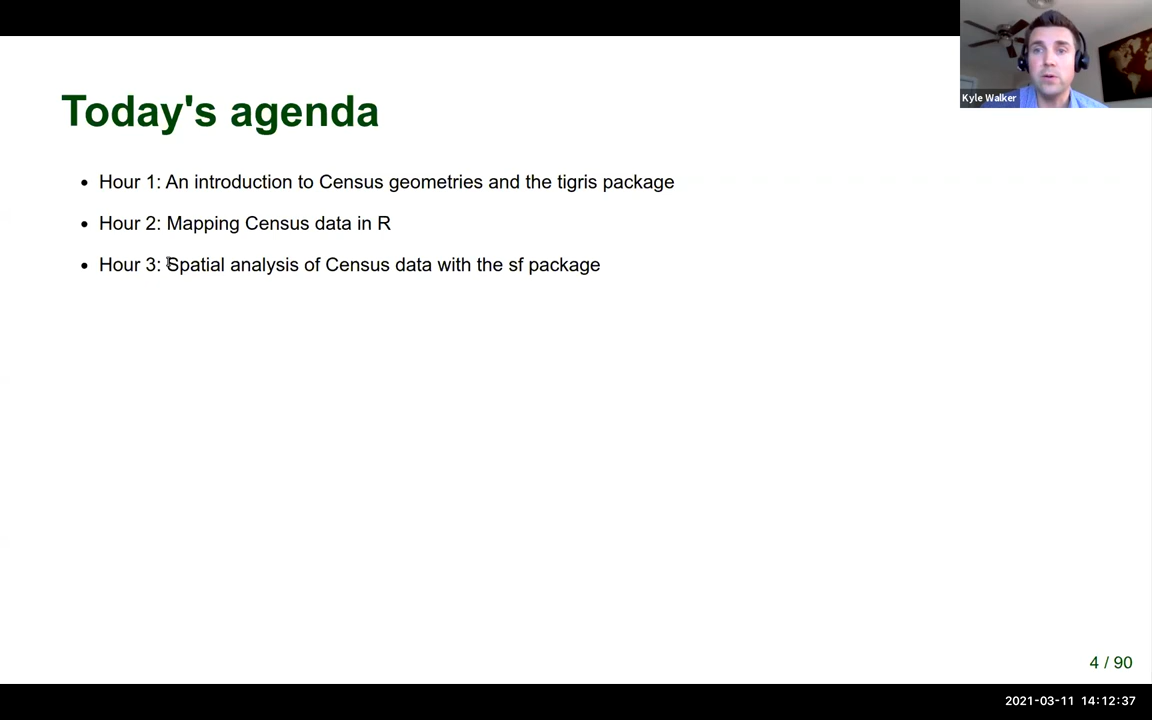 Kyle Walker
Today's agenda
Hour 1: An introduction to Census geometries and the tigris package
Hour 2: Mapping Census data in R
Hour 3: Spatial analysis of Census data with the sf package
4 / 90
2021-03-11 14:12:37